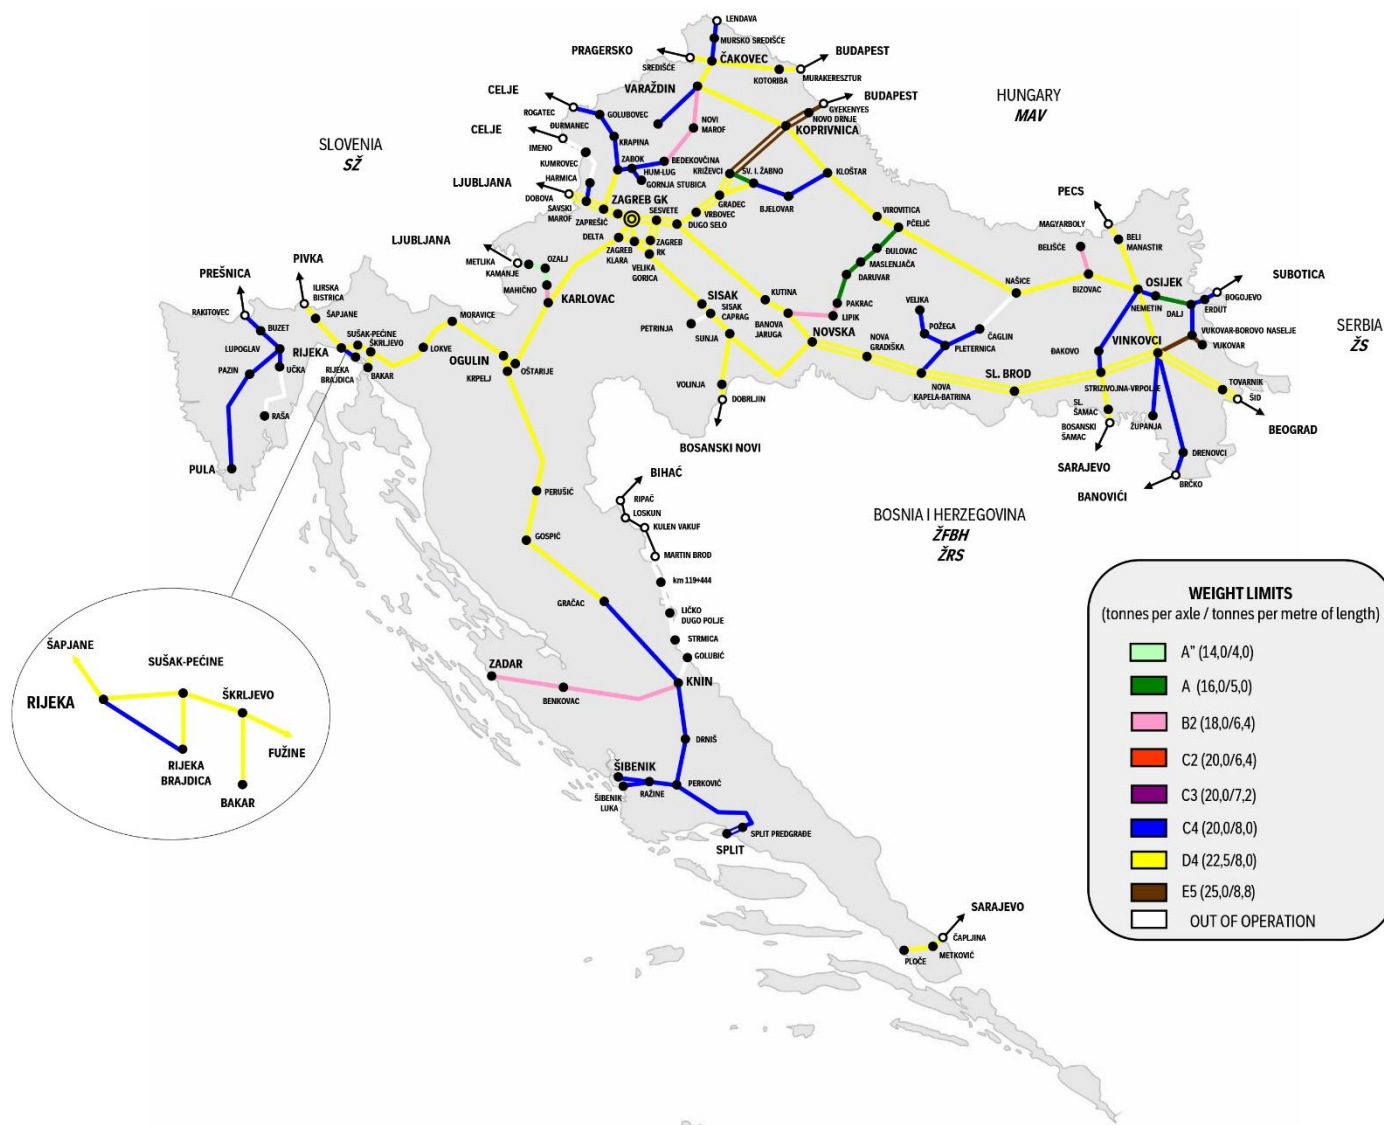 LENDAVA
MURSKO SREDIŠĆE
PRAGERSKO
ČAKOVEC
BUDAPEST
SREDIŠĆE
KOTORIBA
MURAKERESZTUR
VARAŽDIN
CELJE
BUDAPEST
HUNGARY
MAV
ROGATEC
GOLUBOVEC
GYEKENYES
NOVO DRNJE
ĐURMANEC
NOVI
MAROF
KOPRIVNICA
CELJE
KRAPINA
SLOVENIA
SŽ
IMENO
ZABOK
BEDEKOVČINA
KUMROVEC
HUM-LUG
KRIŽEVCI
SV. I. ŽABNO
KLOŠTAR
HARMICA
GORNJA STUBICA
LJUBLJANA
DOBOVA
ZAGREB GK
GRADEC
BJELOVAR
PECS
SAVSKI
MAROF
SESVETE
VRBOVEC
ZAPREŠIĆ
DUGO SELO
VIROVITICA
PČELIĆ
MAGYARBOLY
BELI
MANASTIR
BELIŠĆE
LJUBLJANA
DELTA
ZAGREB
KLARA
ZAGREB
RK
VELIKA
GORICA
ĐULOVAC
MASLENJAČA
DARUVAR
METLIKA
OZALJ
KAMANJE
MAHIČNO
PIVKA
PREŠNICA
KARLOVAC
SISAK
SISAK
CAPRAG
KUTINA
PAKRAC
LIPIK
VELIKA
NAŠICE
BIZOVAC
OSIJEK
SUBOTICA
BOGOJEVO
NEMETIN
DALJ
ERDUT
ILIRSKA
BISTRICA
ŠAPJANE
RAKITOVEC
BUZET
MORAVICE
PETRINJA
SUNJA
BANOVA
JARUGA
NOVSKA
POŽEGA
ČAGLIN
PLETERNICA
VUKOVAR-BOROVO NASELJE
VUKOVAR
VINKOVCI
SERBIA
ŽS
LUPOGLAV
RIJEKA
SUŠAK-PEĆINE
ŠKRLJEVO
OGULIN
LOKVE
OŠTARIJE
KRPELJ
NOVA
GRADIŠKA
ĐAKOVO
PAZIN
UČKA
RIJEKA
BRAJDICA
BAKAR
VOLINJA
DOBRLJIN
SL. BROD
NOVA
KAPELA-BATRINA
STRIZIVOJNA-VRPOLJE
TOVARNIK
ŠID
RAŠA
SL.
ŠAMAC
BOSANSKI
ŠAMAC
ŽUPANJA
BEOGRAD
BOSANSKI NOVI
DRENOVCI
PULA
SARAJEVO
BRČKO
BANOVIĆI
BIHAĆ
PERUŠIĆ
RIPAČ
LOSKUN
KULEN VAKUF
BOSNIA I HERZEGOVINA
ŽFBH
ŽRS
GOSPIĆ
MARTIN BROD
km 119+444
GRAČAC
LIČKO
DUGO POLJE
STRMICA
GOLUBIĆ
ZADAR
KNIN
BENKOVAC
DRNIŠ
ŠIBENIK
PERKOVIĆ
ŠIBENIK
LUKA
RAŽINE
SPLIT PREDGRAĐE
SPLIT
SARAJEVO
ČAPLJINA
PLOČE
METKOVIĆ
ŠAPJANE
SUŠAK-PEĆINE
ŠKRLJEVO
RIJEKA
FUŽINE
RIJEKA
BRAJDICA
BAKAR
WEIGHT LIMITS
(tonnes per axle / tonnes per metre of length)
A" (14,0/4,0)
A (16,0/5,0)
B2 (18,0/6,4)
C2 (20,0/6,4)
C3 (20,0/7,2)
C4 (20,0/8,0)
D4 (22,5/8,0)
E5 (25,0/8,8)
OUT OF OPERATION